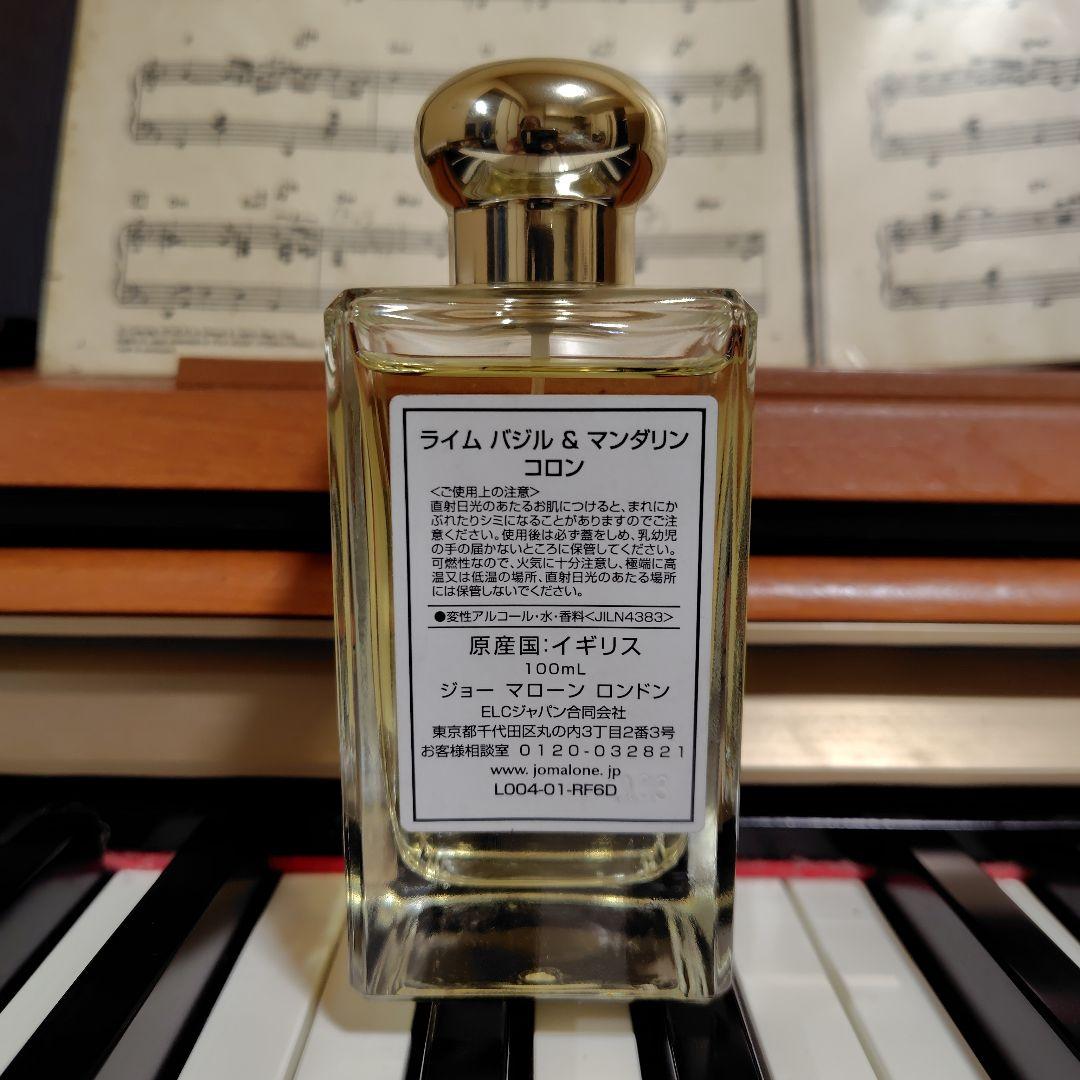 ライム バジル & マンダリン
コロン
<ご使用上の注意>
直射日光のあたるお肌につけると、まれにか
ぶれたりシミになることがありますのでご注
意ください。使用後は必ず蓋をしめ、乳幼児
の手の届かないところに保管してください。
可燃性なので、火気に十分注意し、極端に高
温又は低温の場所、直射日光のあたる場所
には保管しないでください。
●変性アルコール・水・香料<JILN4383>
原産国:イギリス
100mL
ジョー マローン ロンドン
ELCジャパン合同会社
東京都千代田区丸の内3丁目2番3号
お客様相談室 0120-032821
www. jomalone. jp
L004-01-RF6D